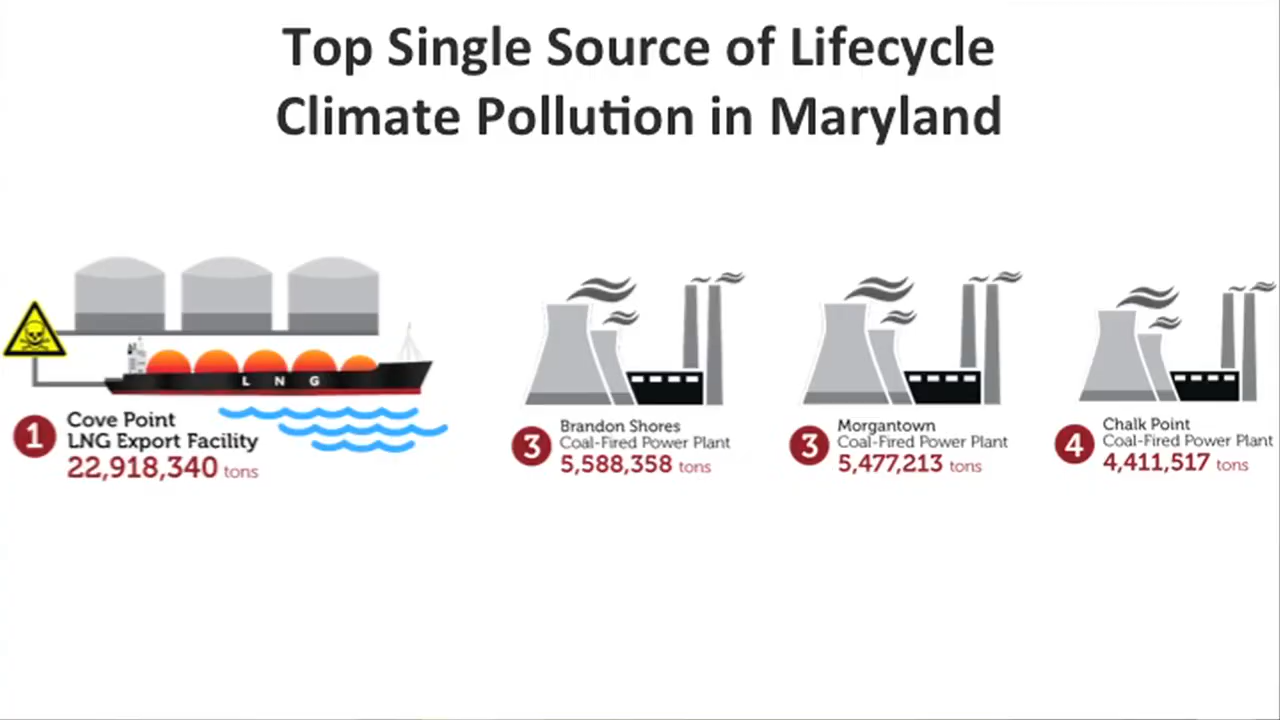 Top Single Source of Lifecycle
Climate Pollution in Maryland
L N G
1
Cove Point
LNG Export Facility
22,918,340 tons
3
Brandon Shores
Coal-Fired Power Plant
5,588,358 tons
3
Morgantown
Coal-Fired Power Plant
5,477,213 tons
4
Chalk Point
Coal-Fired Power Plant
4,411,517 tons